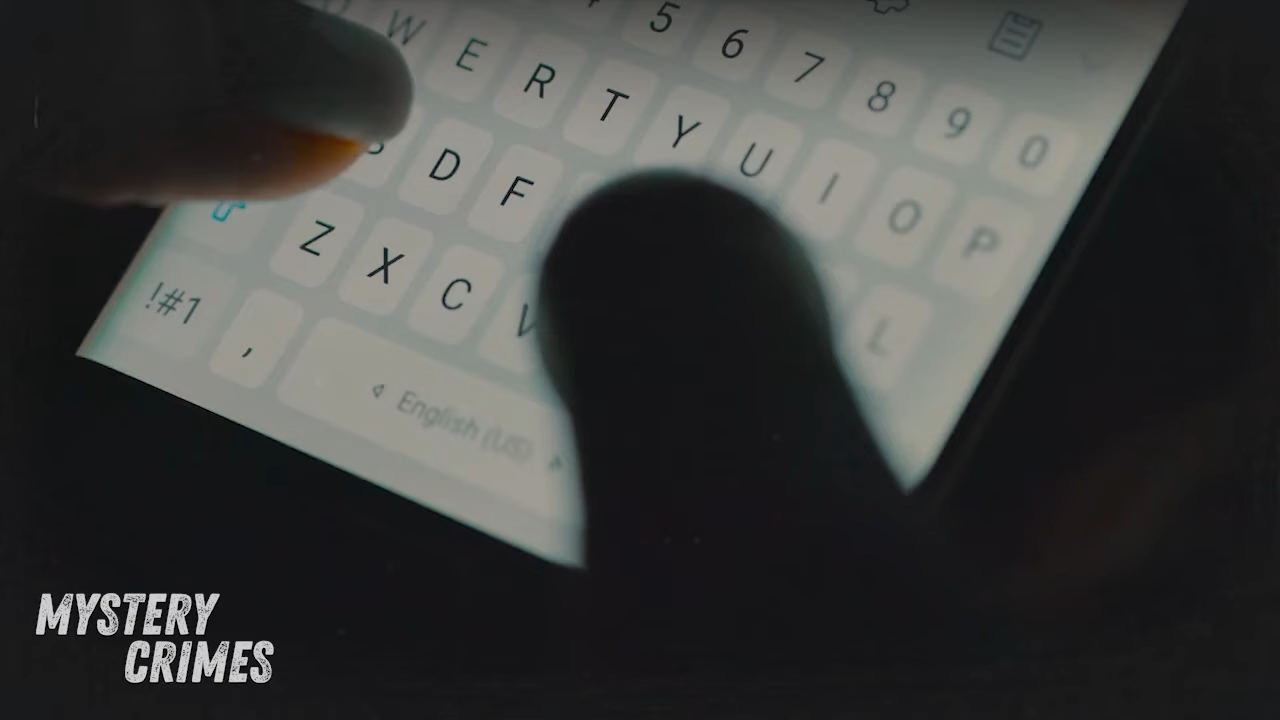 5 6 7 8 9 0
W E R T Y U I O P
S D F L
Z X C V
!#1 , English (US)
MYSTERY
CRIMES